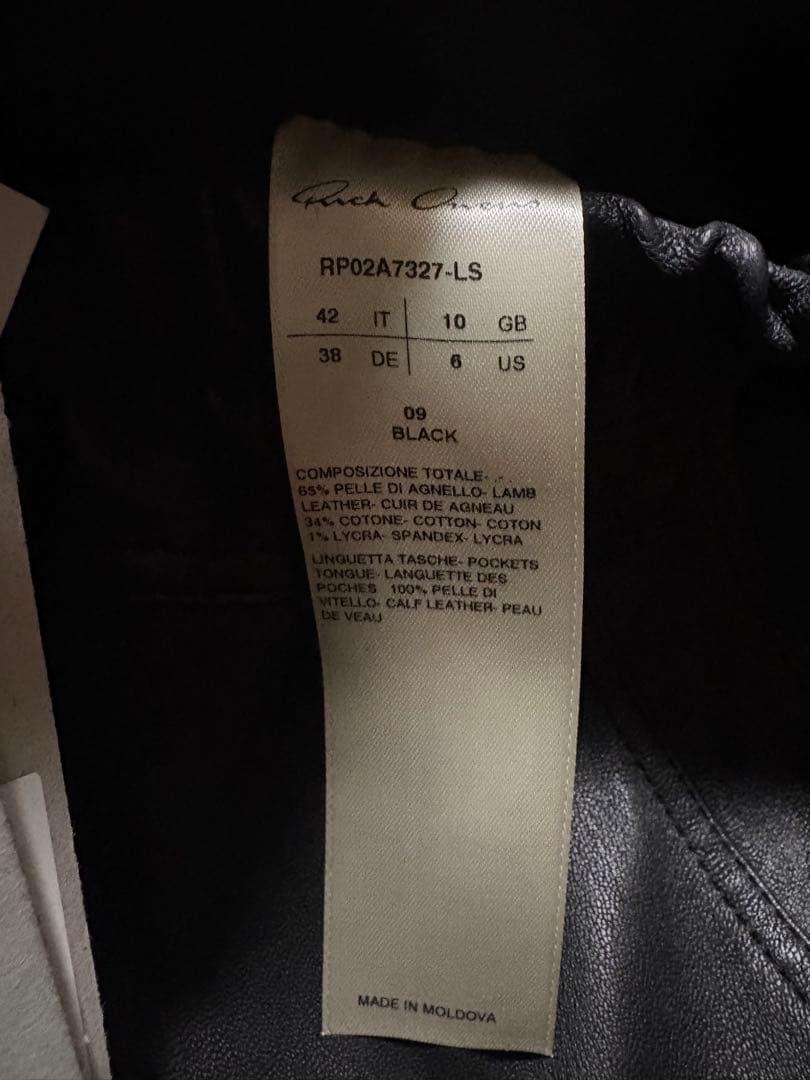 Rick Owens
RP02A7327-LS
42 IT 10 GB
38 DE 6 US
09
BLACK
COMPOSIZIONE TOTALE-
65% PELLE DI AGNELLO- LAMB
LEATHER- CUIR DE AGNEAU
34% COTONE- COTTON- COTON
1% LYCRA- SPANDEX- LYCRA
LINGUETTA TASCHE- POCKETS
TONGUE- LANGUETTE DES
POCHES 100% PELLE DI
VITELLO- CALF LEATHER- PEAU
DE VEAU
MADE IN MOLDOVA